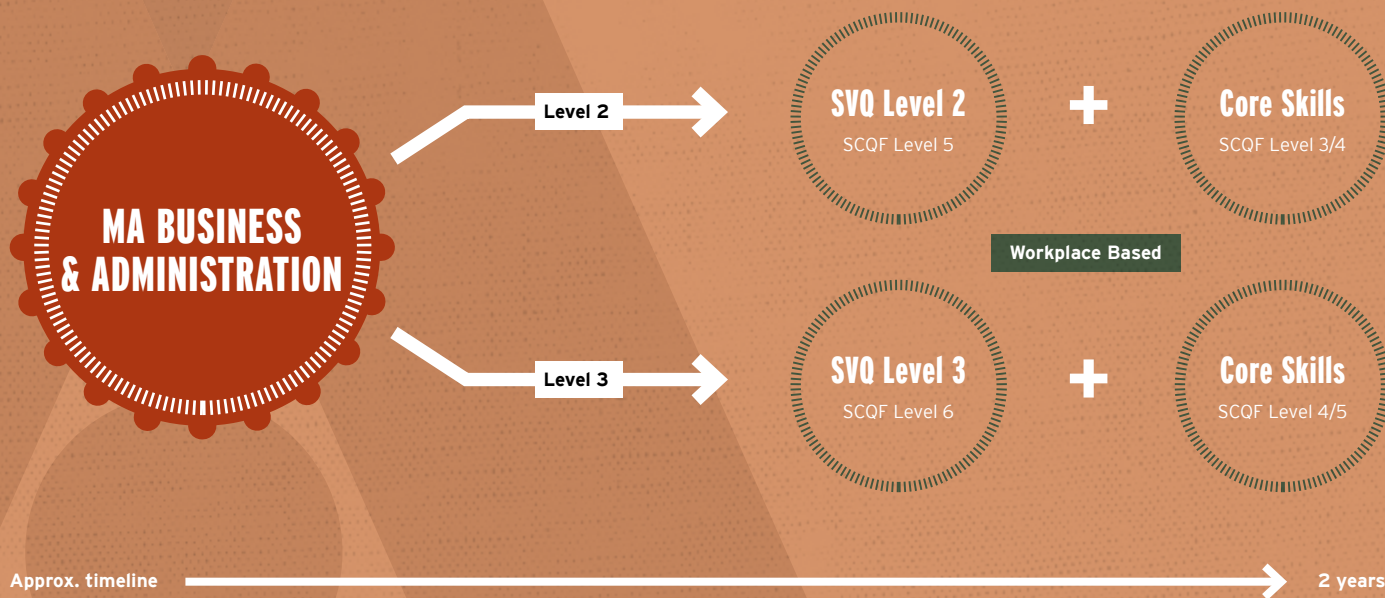 MA BUSINESS
& ADMINISTRATION
Level 2
SVQ Level 2
SCQF Level 5
+
Core Skills
SCQF Level 3/4
Workplace Based
Level 3
SVQ Level 3
SCQF Level 6
+
Core Skills
SCQF Level 4/5
Approx. timeline
2 years